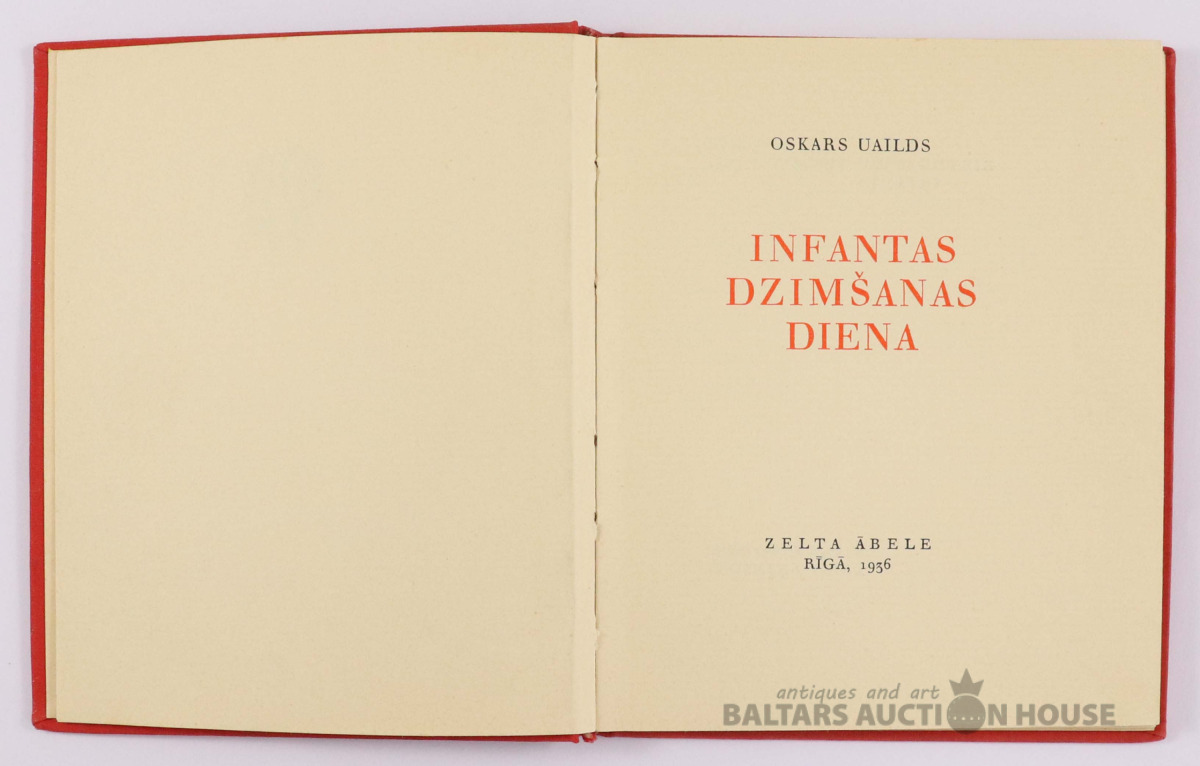 OSKARS UAILDS
INFANTAS
DZIMŠANAS
DIENA
ZELTA ĀBELE
RĪGĀ, 1936
antiques and art
BALTARS AUCTION HOUSE